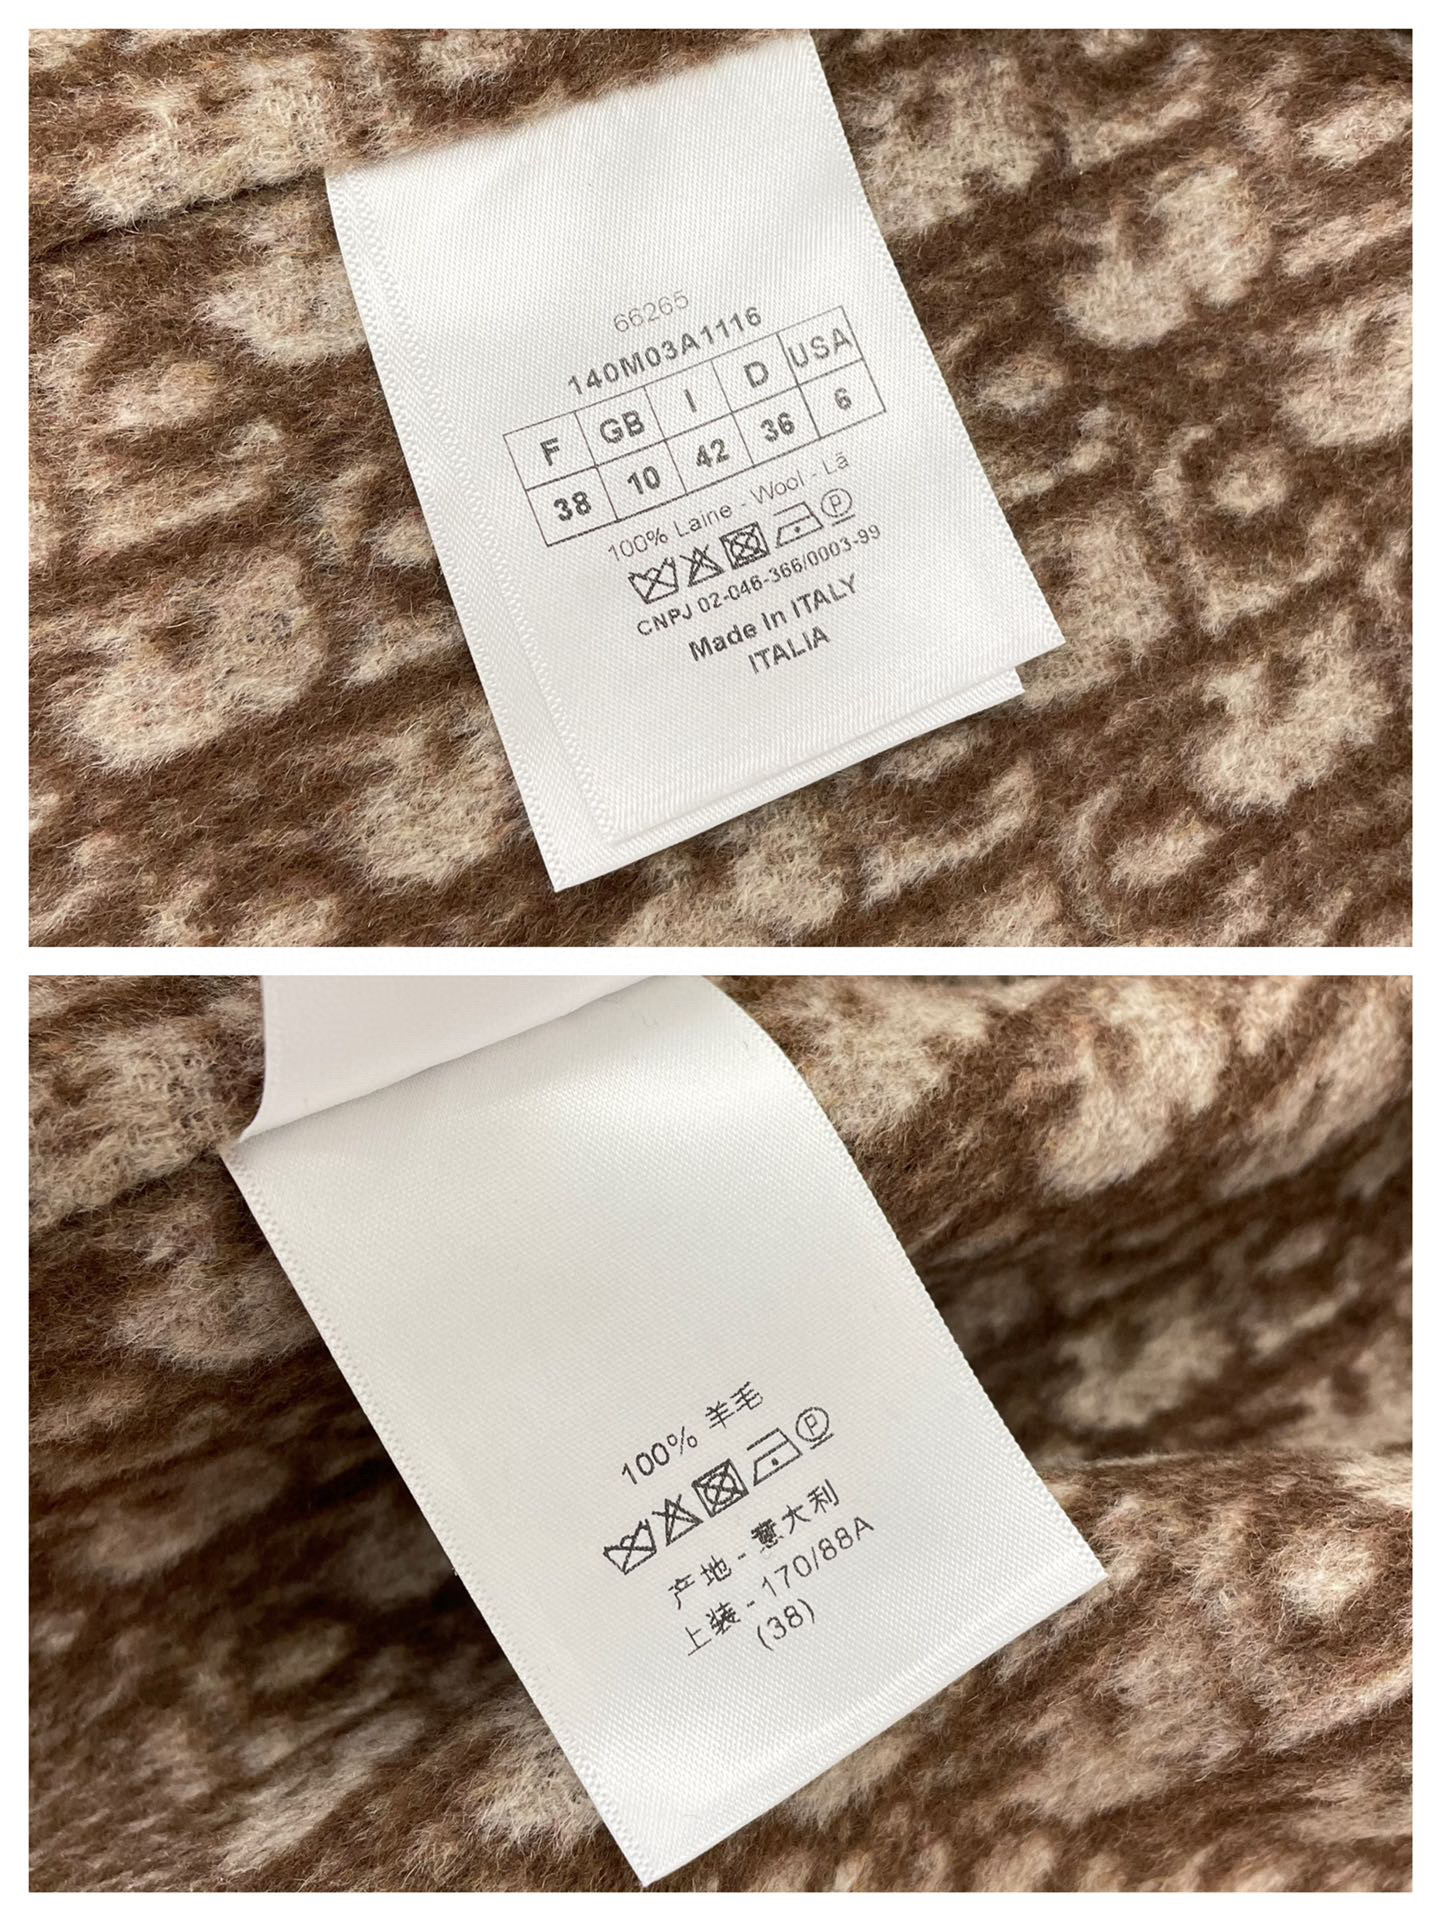 66265
140M03A1116
F GB I D USA
38 10 42 36 6
100% Laine - Wool - Lã
P
CNPJ 02-046-366/0003-99
Made In ITALY
ITALIA
100% 羊毛
P
产地 - 意大利
上装 - 170/88A
(38)